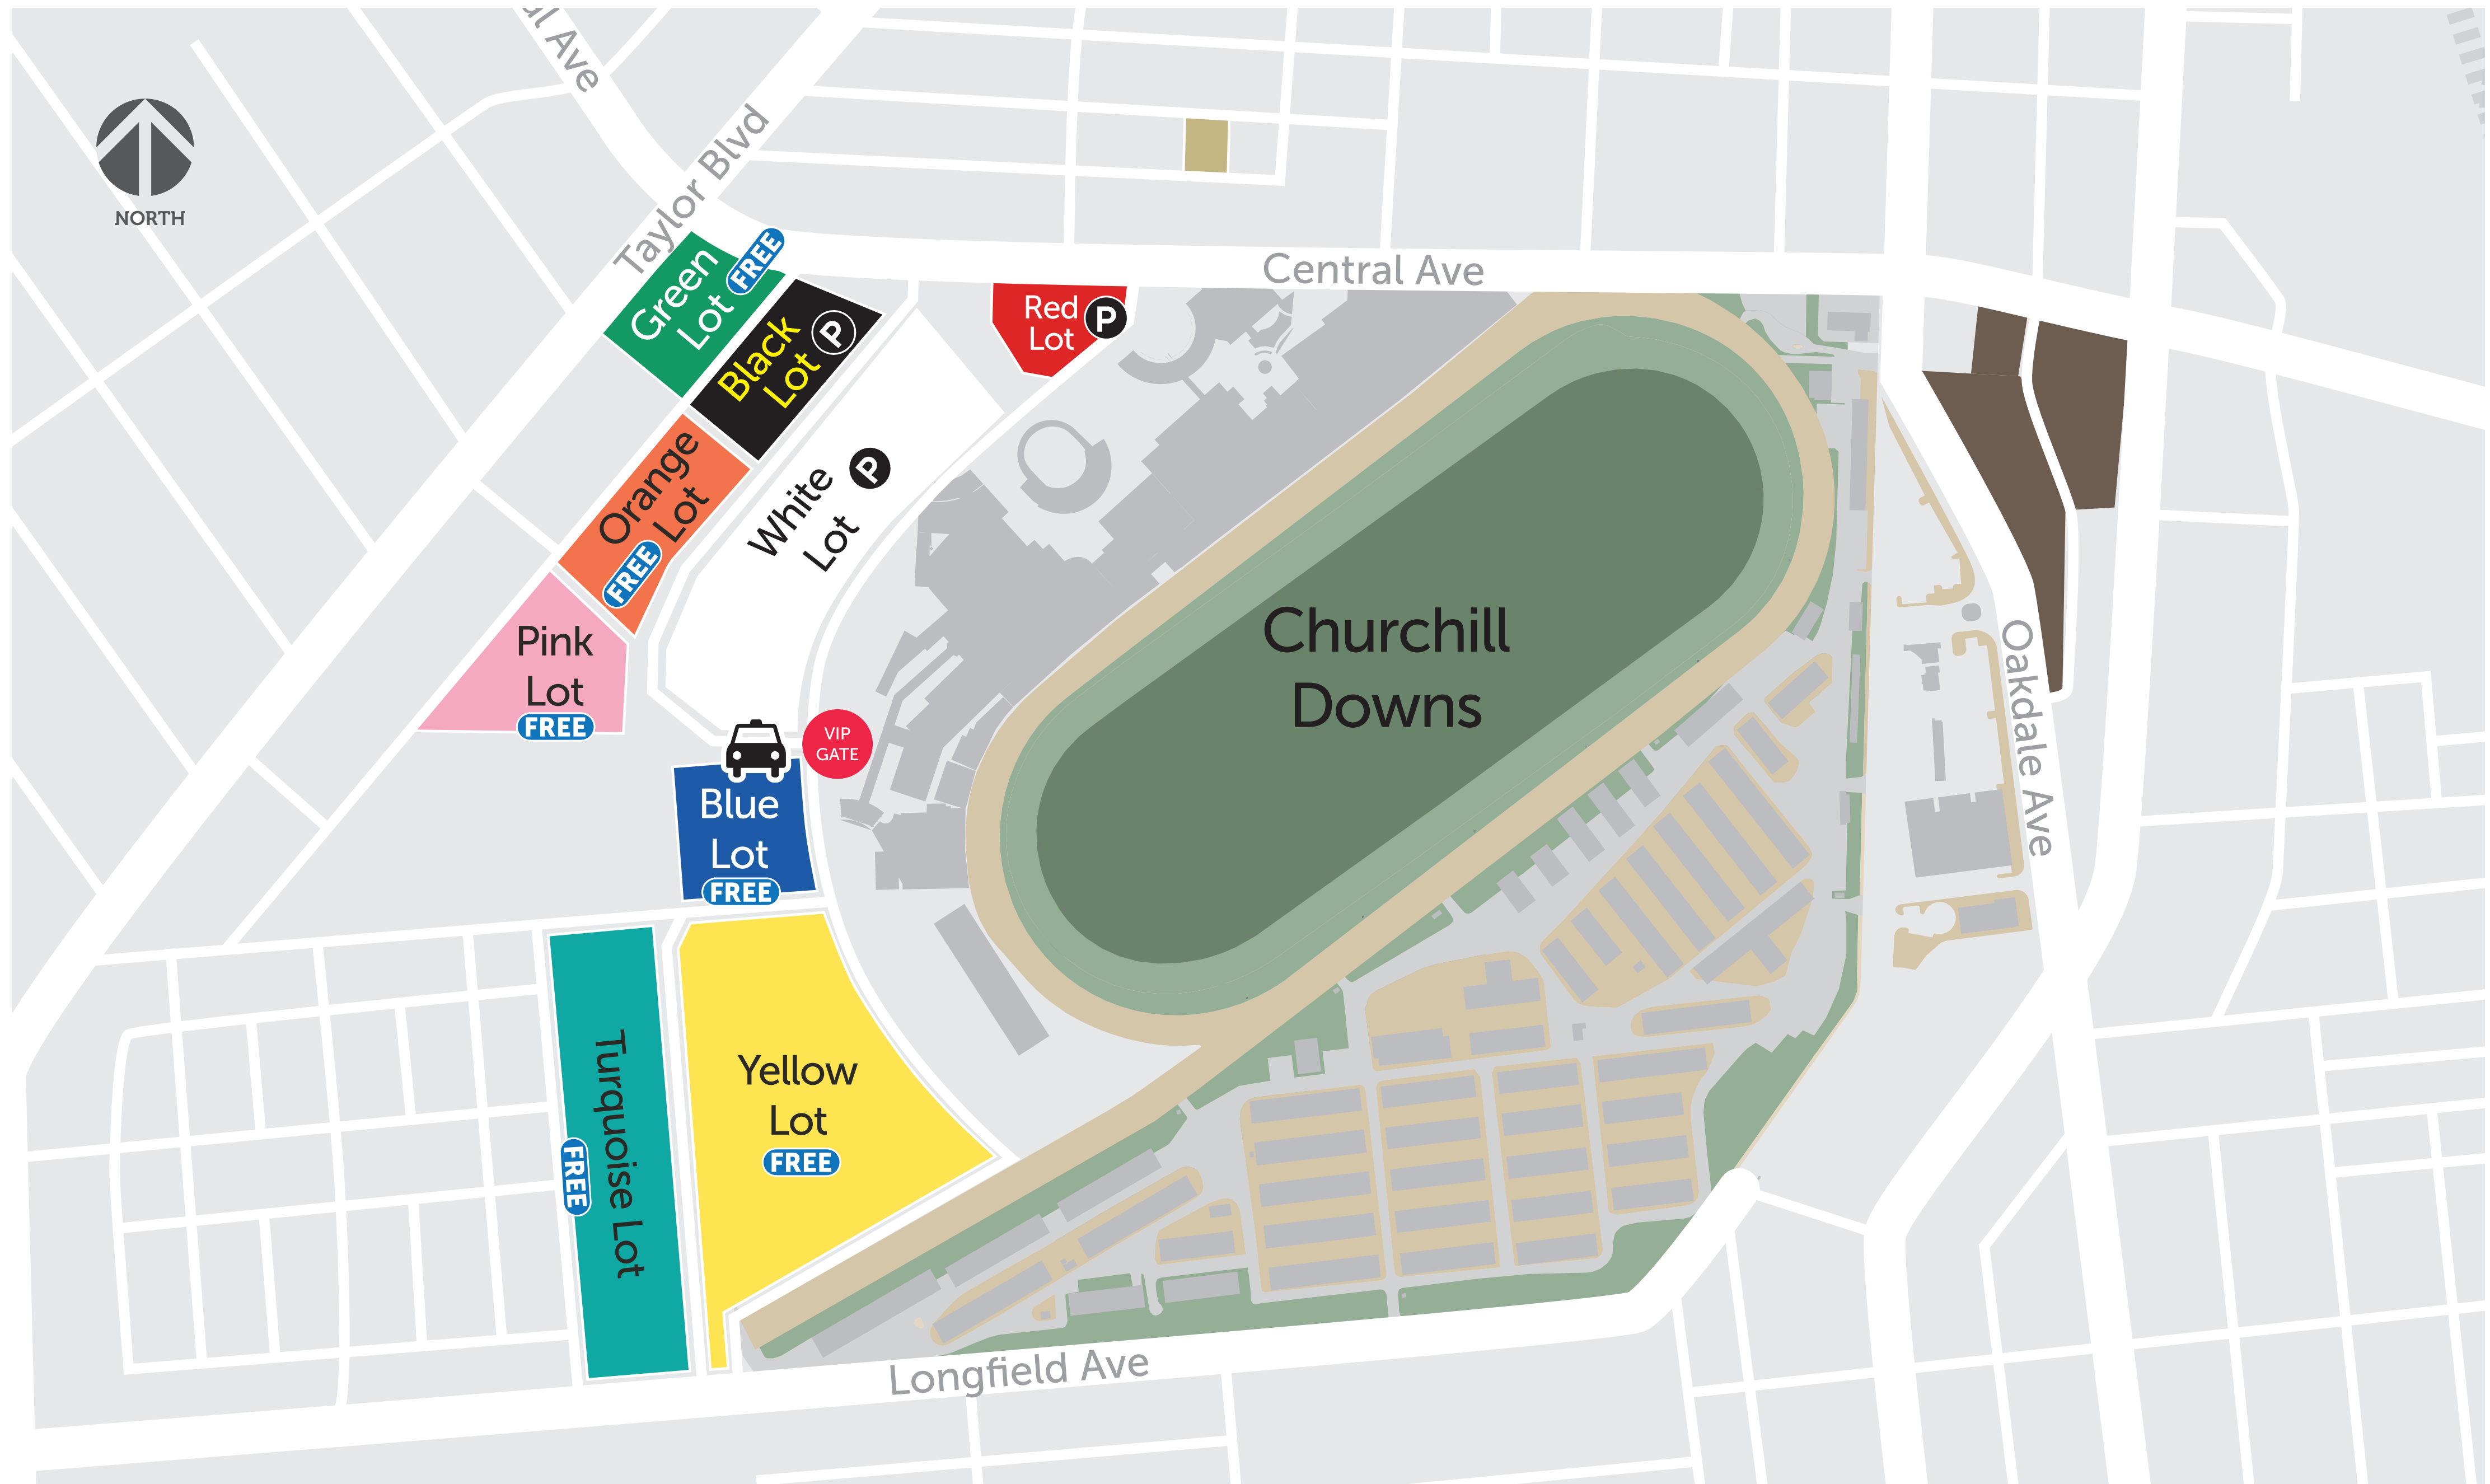 Taylor Blvd
NORTH
Central Ave
Green
Lot
FREE
Black
Lot
P
Red
Lot
P
Orange
Lot
FREE
White
Lot
P
Pink
Lot
FREE
VIP
GATE
Blue
Lot
FREE
Churchill
Downs
Oakdale Ave
Turquoise Lot
FREE
Yellow
Lot
FREE
Longfield Ave
Ave